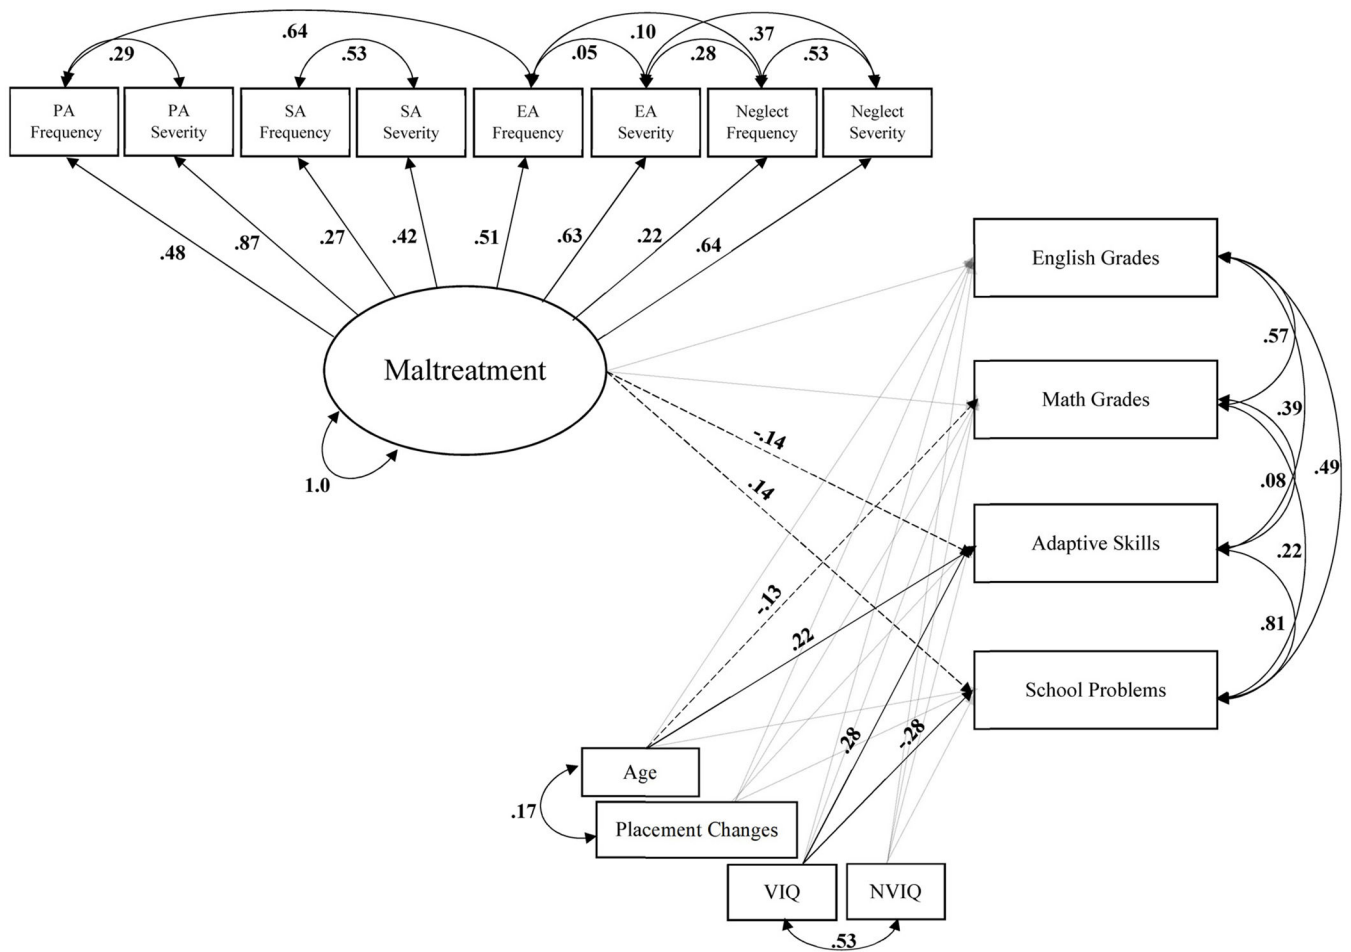 .64
.10
.37
.29
.53
.05
.28
.53
PA
Frequency
PA
Severity
SA
Frequency
SA
Severity
EA
Frequency
EA
Severity
Neglect
Frequency
Neglect
Severity
.48
.87
.27
.42
.51
.63
.22
.64
Maltreatment
1.0
English Grades
Math Grades
Adaptive Skills
School Problems
.57
.39
.49
.08
.22
.81
-.14
.14
-.13
.22
.28
-.28
Age
.17
Placement Changes
VIQ
NVIQ
.53